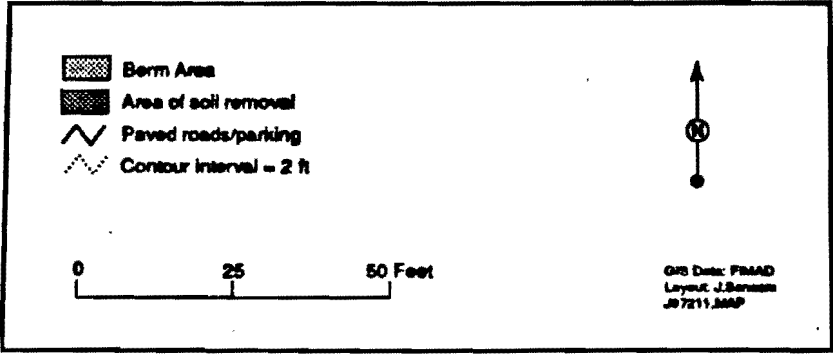 Berm Area
Area of soil removal
Paved roads/parking
Contour interval = 2 ft
N
0 25 50 Feet
GIS Data: FIMAD
Layout: J.
.MAP